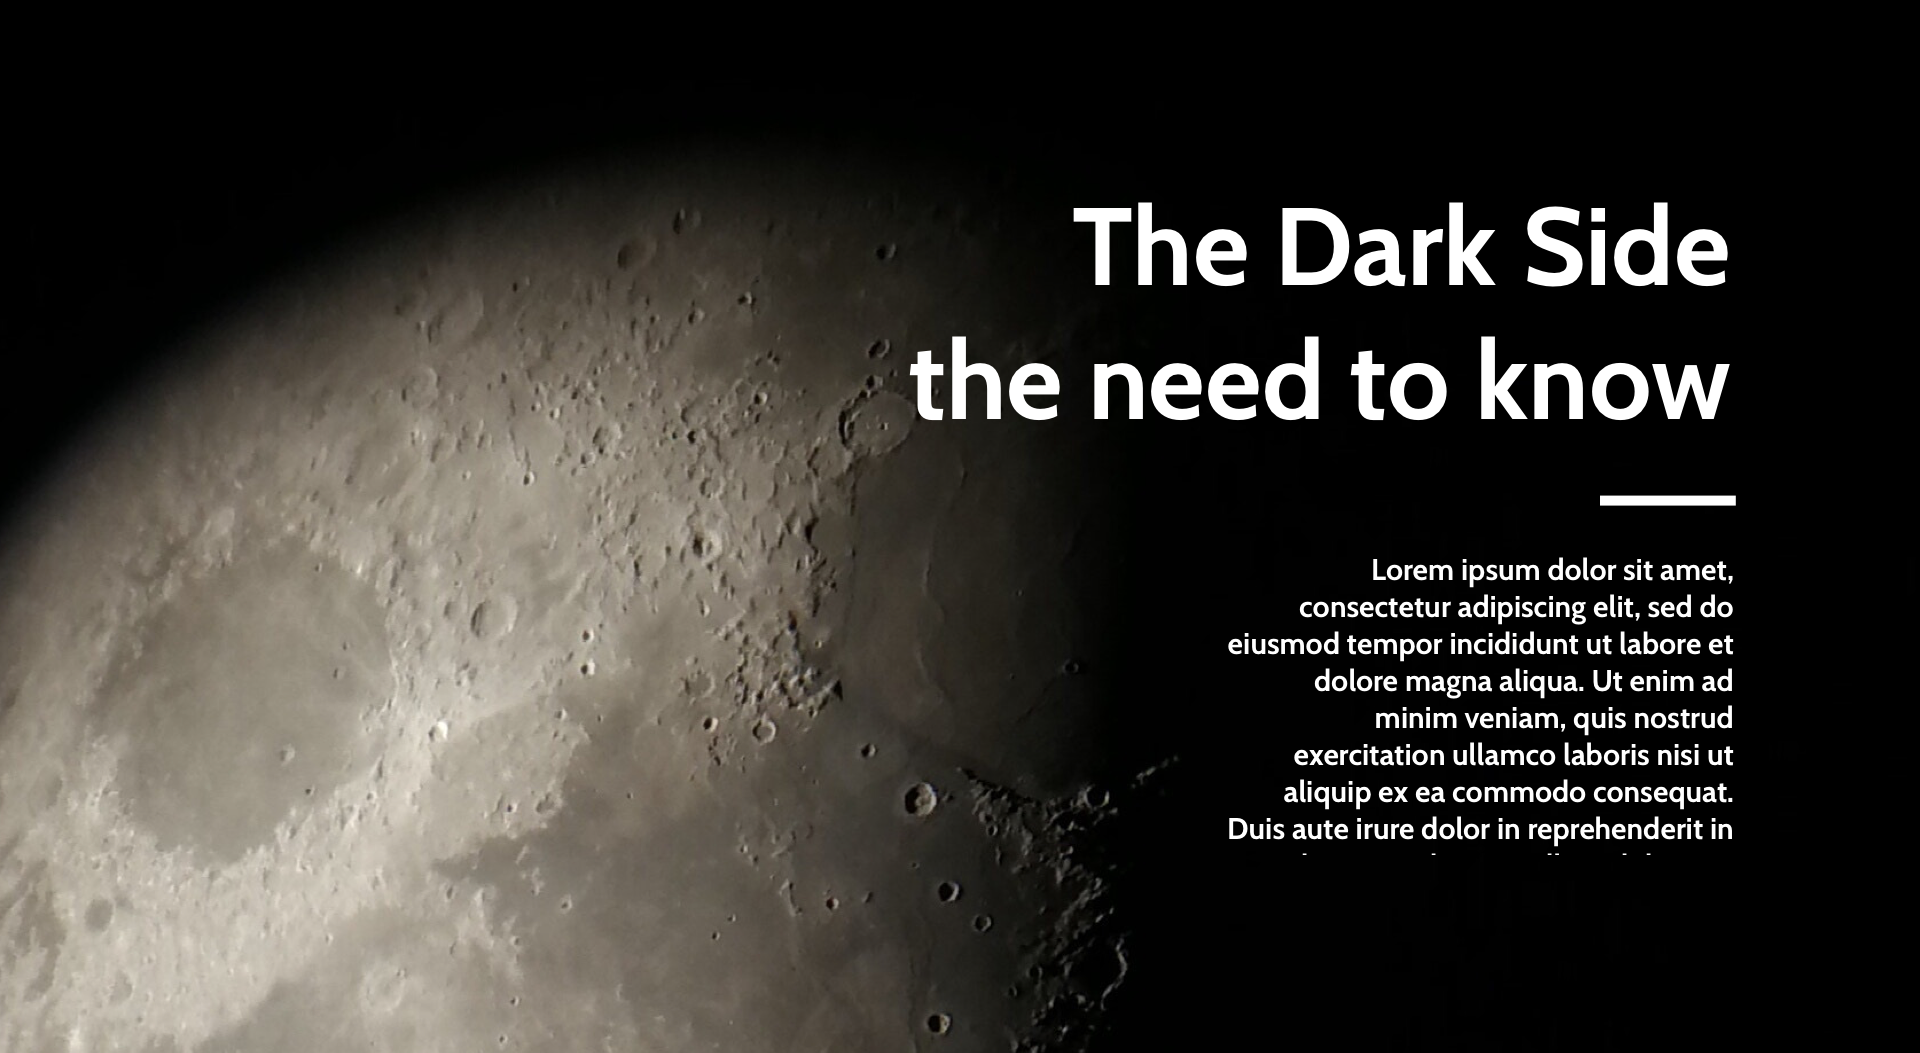 The Dark Side
the need to know
Lorem ipsum dolor sit amet,
consectetur adipiscing elit, sed do
eiusmod tempor incididunt ut labore et
dolore magna aliqua. Ut enim ad
minim veniam, quis nostrud
exercitation ullamco laboris nisi ut
aliquip ex ea commodo consequat.
Duis aute irure dolor in reprehenderit in